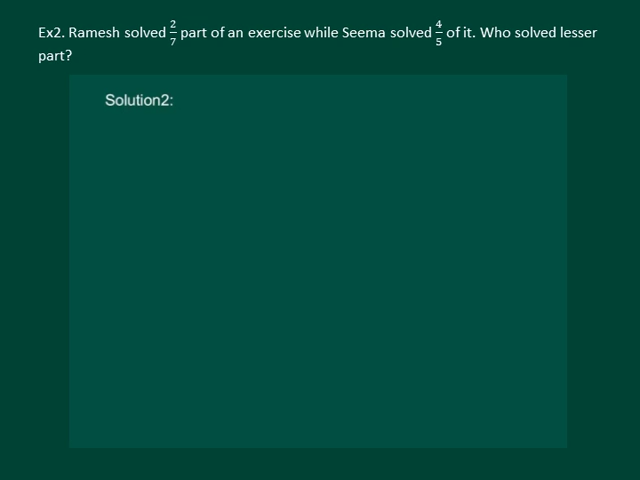 Ex2. Ramesh solved 2/7 part of an exercise while Seema solved 4/5 of it. Who solved lesser
part?
Solution2: